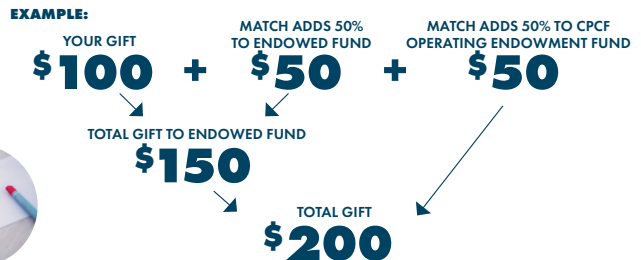 EXAMPLE:
YOUR GIFT
$100
+
MATCH ADDS 50%
TO ENDOWED FUND
$50
+
MATCH ADDS 50% TO CPCF
OPERATING ENDOWMENT FUND
$50
TOTAL GIFT TO ENDOWED FUND
$150
TOTAL GIFT
$200